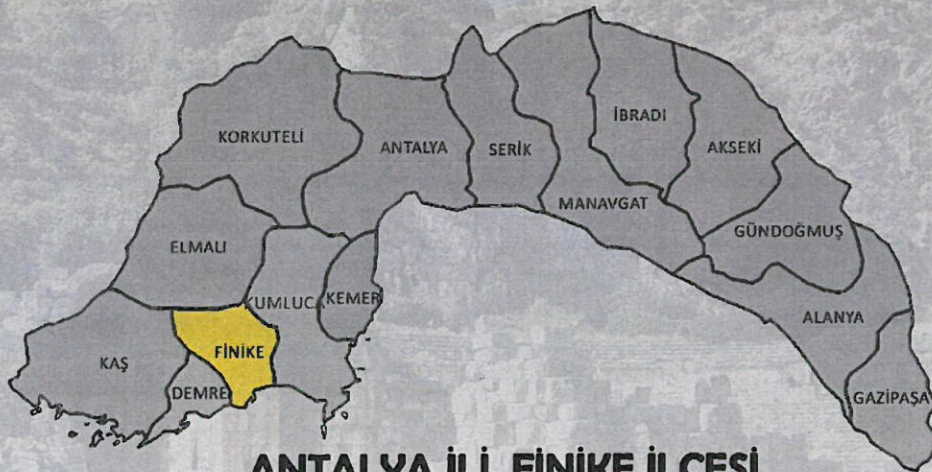 KORKUTELİ
ANTALYA
SERİK
İBRADI
AKSEKİ
MANAVGAT
GÜNDOĞMUŞ
ELMALI
KUMLUCA
KEMER
ALANYA
KAŞ
FİNİKE
DEMRE
GAZİPAŞA
ANTALYA İLİ, FİNİKE İLÇESİ